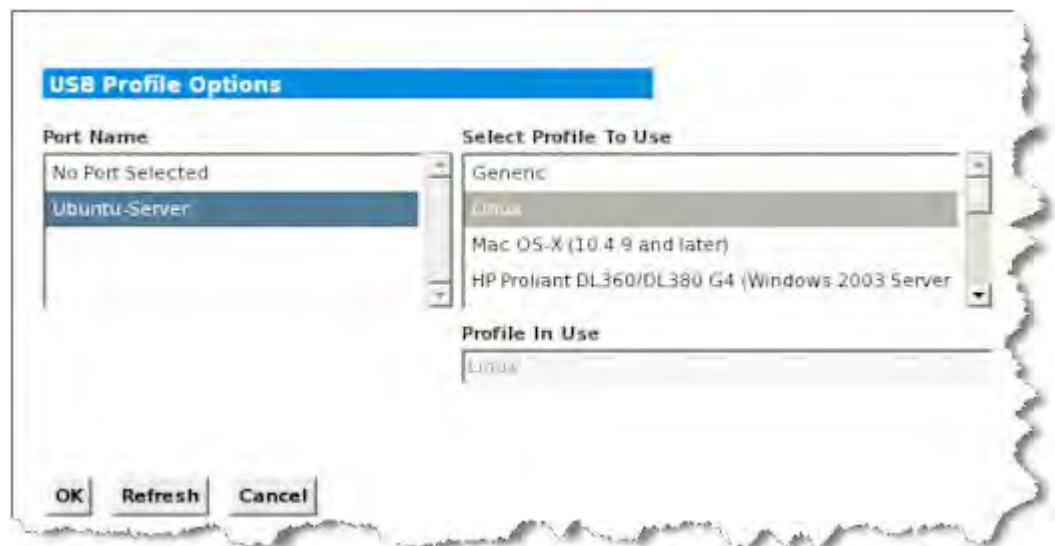 USB Profile Options
Port Name
Select Profile To Use
No Port Selected
Ubuntu-Server
Generic
Linux
Mac OS-X (10.4.9 and later)
HP Proliant DL360/DL380 G4 (Windows 2003 Server
Profile In Use
Linux
OK
Refresh
Cancel